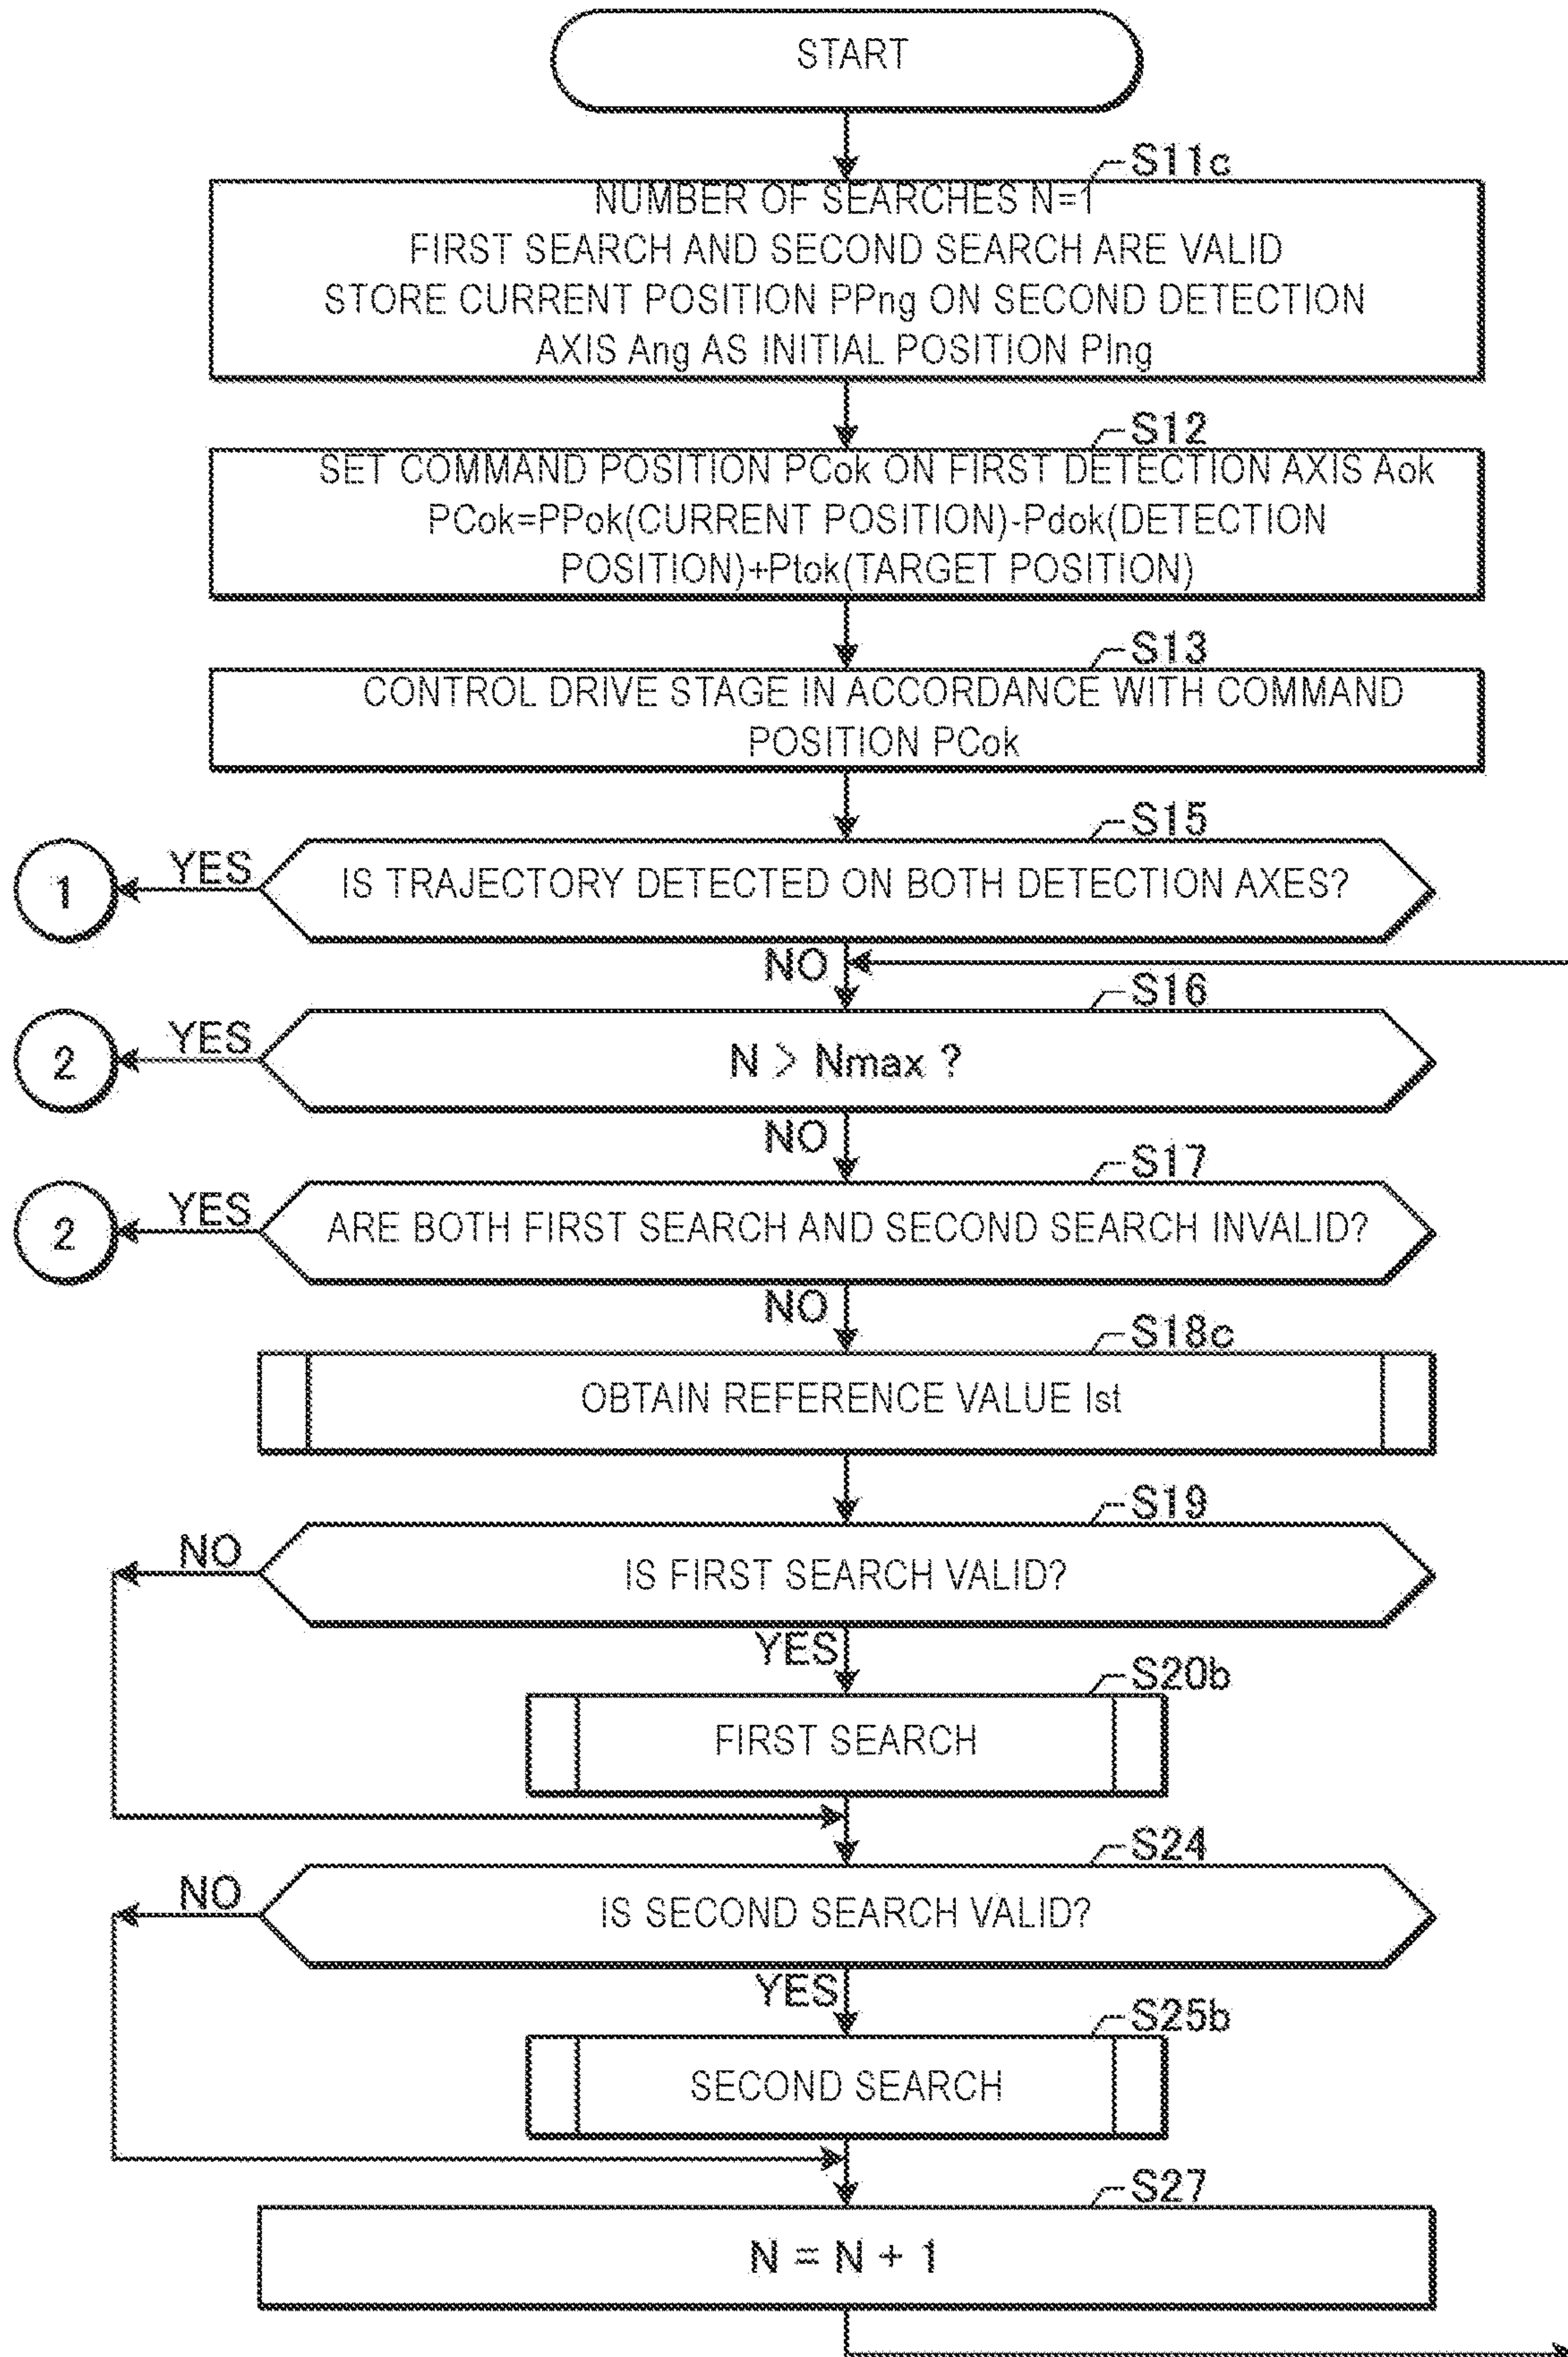 START
S11c
NUMBER OF SEARCHES N=1
FIRST SEARCH AND SECOND SEARCH ARE VALID
STORE CURRENT POSITION PPng ON SECOND DETECTION
AXIS Ang AS INITIAL POSITION PIng
S12
SET COMMAND POSITION PCok ON FIRST DETECTION AXIS Aok
PCok=PPok(CURRENT POSITION)-Pdok(DETECTION
POSITION)+Ptok(TARGET POSITION)
S13
CONTROL DRIVE STAGE IN ACCORDANCE WITH COMMAND
POSITION PCok
S15
1
YES
IS TRAJECTORY DETECTED ON BOTH DETECTION AXES?
NO
S16
2
YES
N > Nmax ?
NO
S17
2
YES
ARE BOTH FIRST SEARCH AND SECOND SEARCH INVALID?
NO
S18c
OBTAIN REFERENCE VALUE Ist
S19
NO
IS FIRST SEARCH VALID?
YES
S20b
FIRST SEARCH
S24
NO
IS SECOND SEARCH VALID?
YES
S25b
SECOND SEARCH
S27
N = N + 1